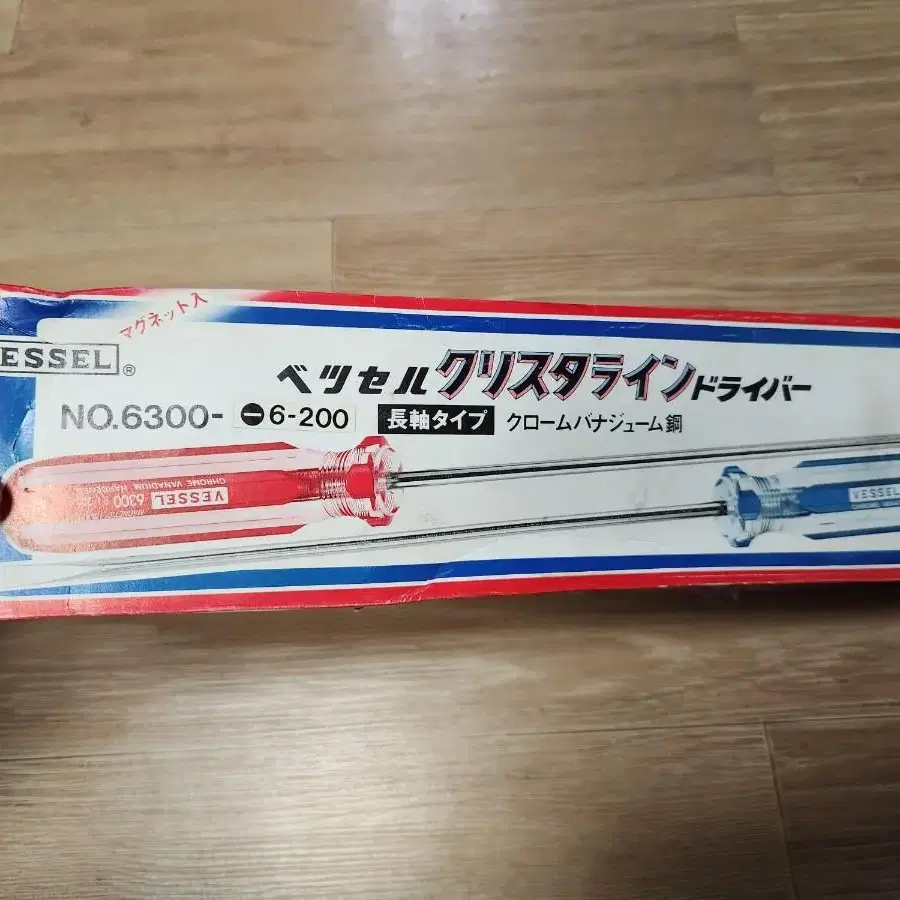 マグネット入
VESSEL®
ベツセル クリスタラインドライバー
NO.6300- ⊖6-200 長軸タイプ クロームバナジューム鋼
VESSEL 6300
CHROME VANADIUM
VESSEL